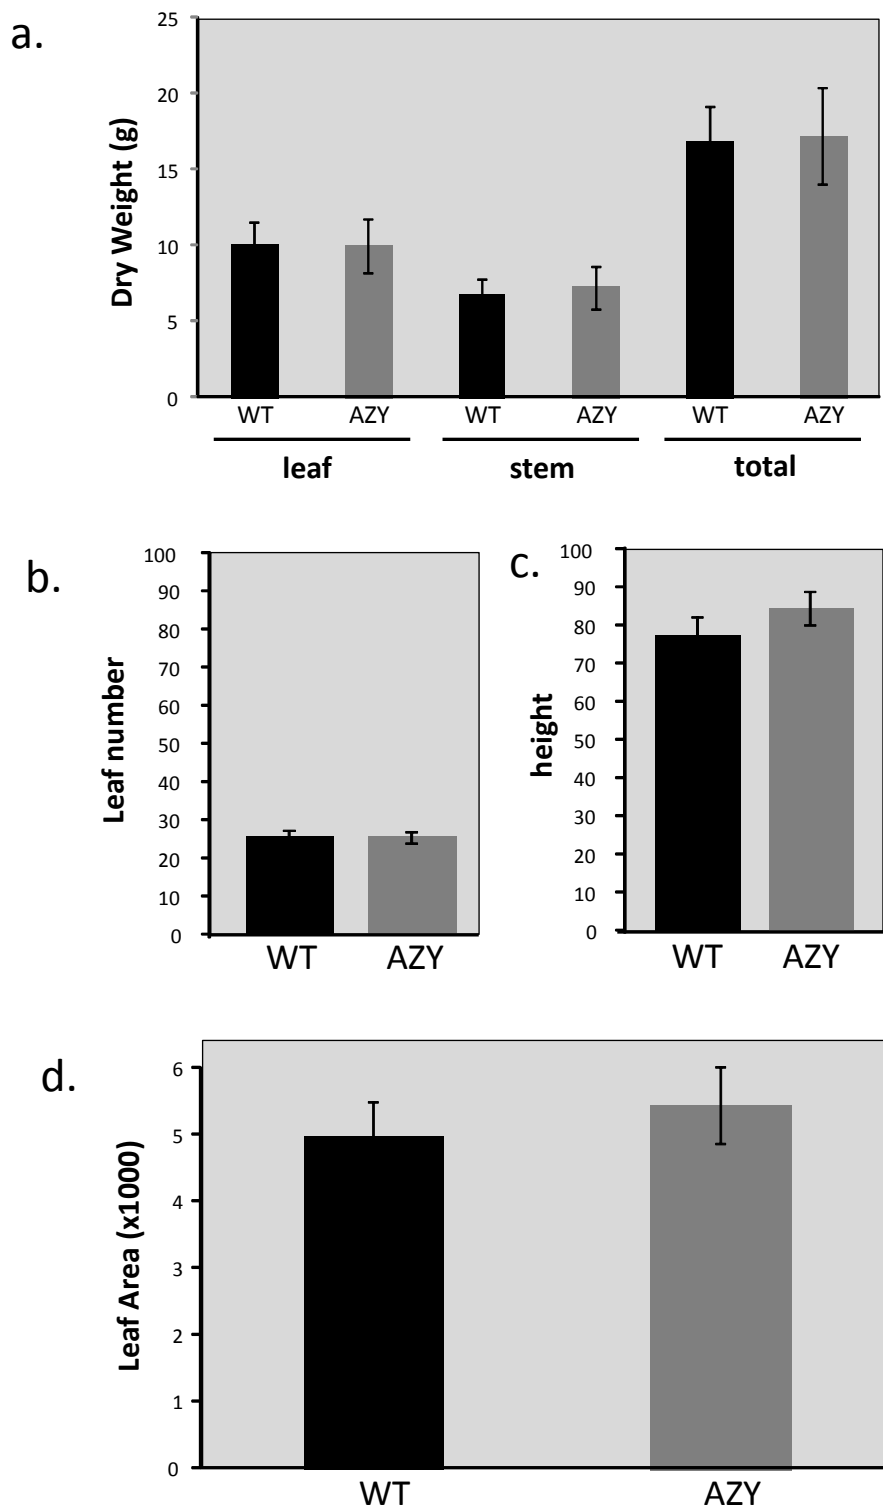 a.
Dry Weight (g)
25
20
15
10
5
0
WT AZY WT AZY WT AZY
leaf stem total
b.
Leaf number
100
90
80
70
60
50
40
30
20
10
0
WT AZY
c.
height
100
90
80
70
60
50
40
30
20
10
0
WT AZY
d.
Leaf Area (x1000)
6
5
4
3
2
1
0
WT AZY